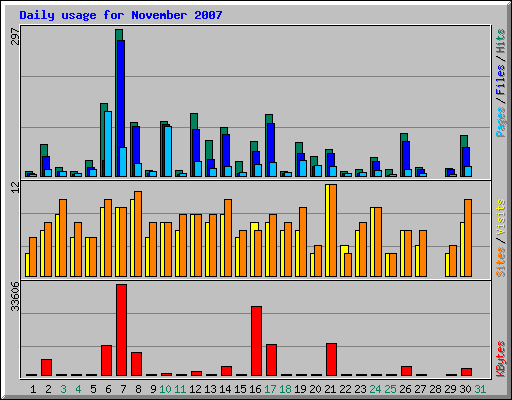 Daily usage for November 2007
297
Pages / Files / Hits
12
Sites / Visits
33606
KBytes
1 2 3 4 5 6 7 8 9 10 11 12 13 14 15 16 17 18 19 20 21 22 23 24 25 26 27 28 29 30 31